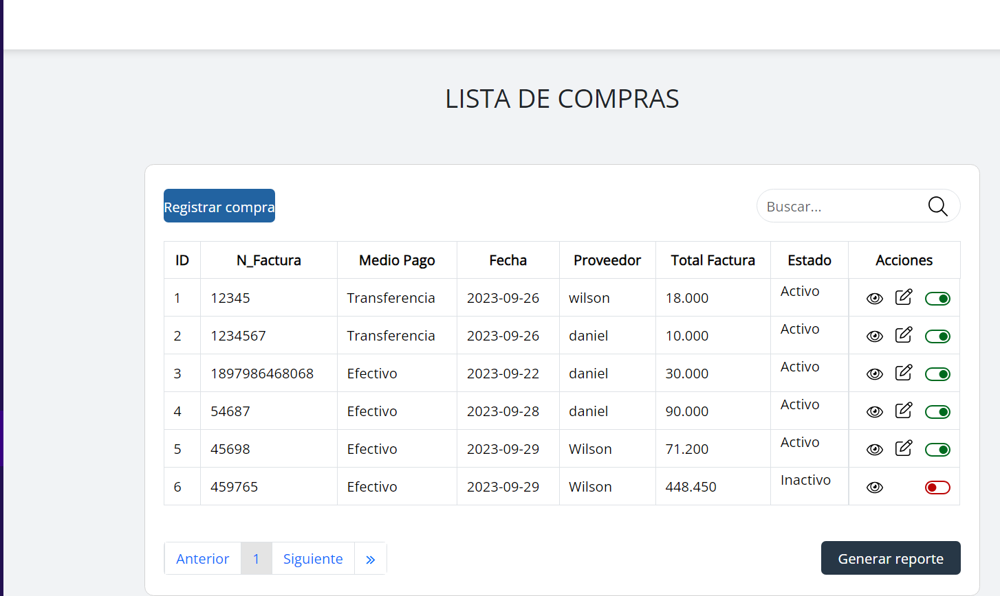 LISTA DE COMPRAS
Registrar compra
Buscar...
ID N_Factura Medio Pago Fecha Proveedor Total Factura Estado Acciones
1 12345 Transferencia 2023-09-26 wilson 18.000 Activo
2 1234567 Transferencia 2023-09-26 daniel 10.000 Activo
3 1897986468068 Efectivo 2023-09-22 daniel 30.000 Activo
4 54687 Efectivo 2023-09-28 daniel 90.000 Activo
5 45698 Efectivo 2023-09-29 Wilson 71.200 Activo
6 459765 Efectivo 2023-09-29 Wilson 448.450 Inactivo
Anterior 1 Siguiente »
Generar reporte